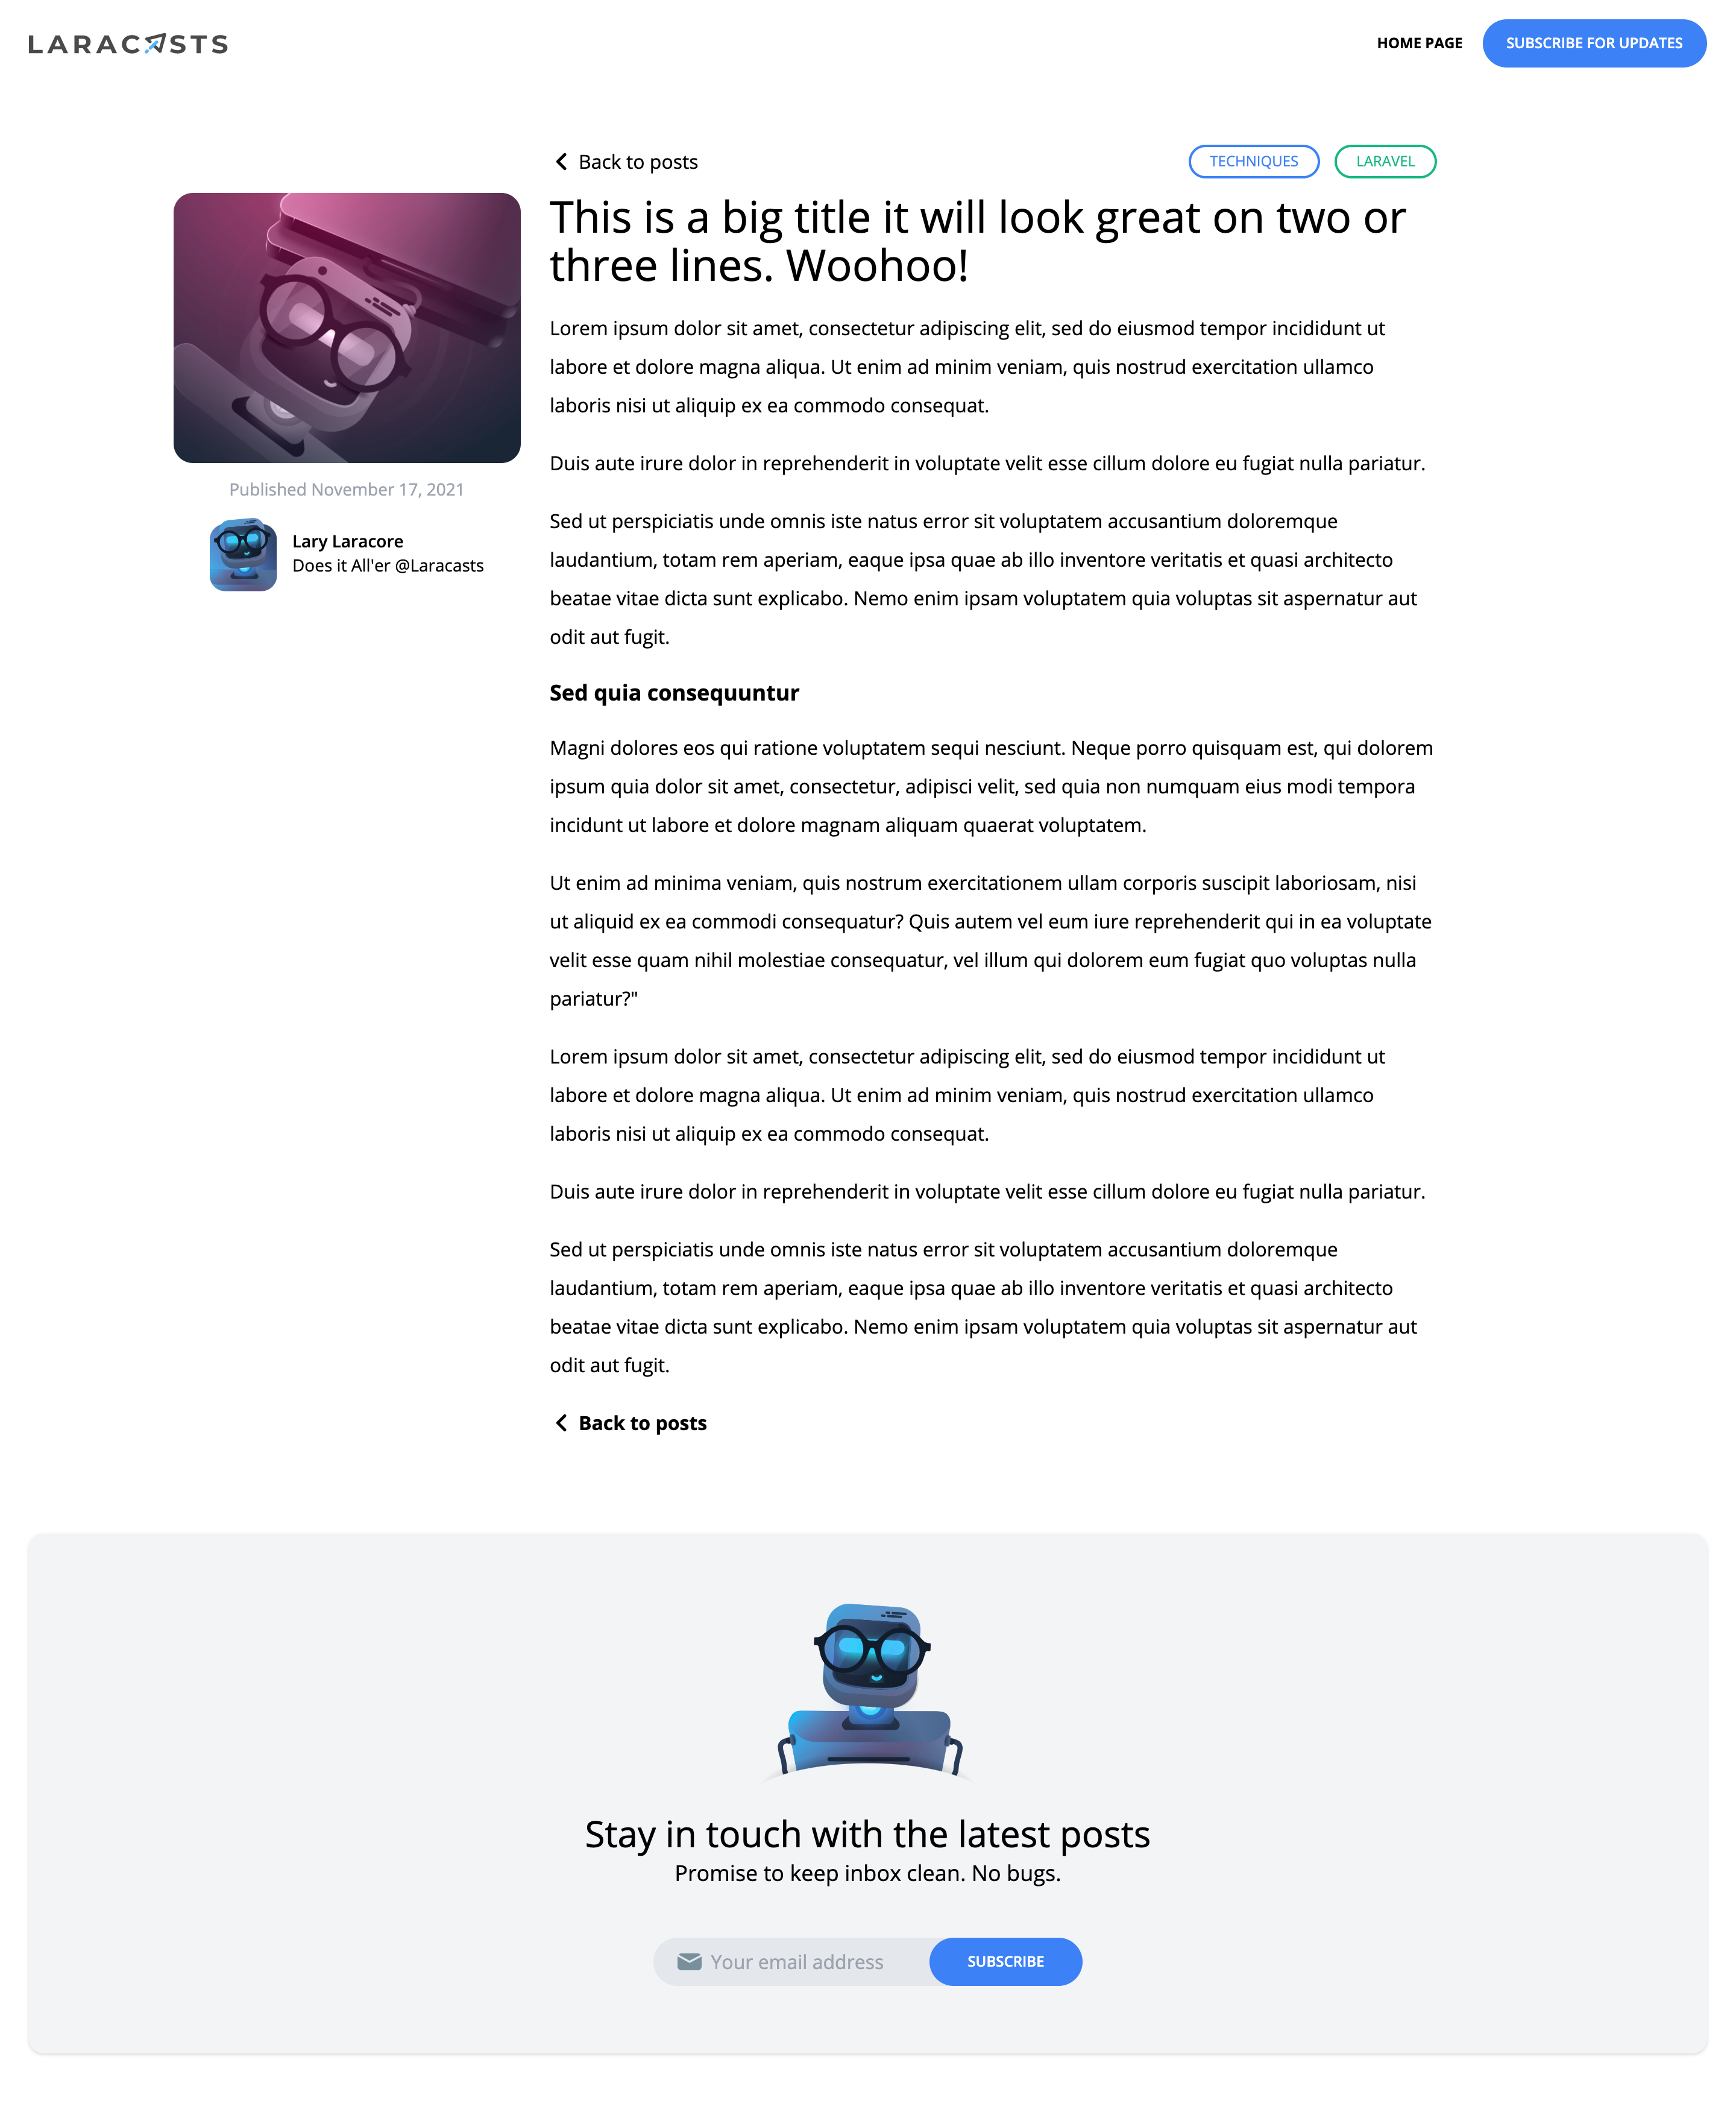 LARACASTS
HOME PAGE
SUBSCRIBE FOR UPDATES
Back to posts
TECHNIQUES
LARAVEL
This is a big title it will look great on two or
three lines. Woohoo!
Published November 17, 2021
Lary Laracore
Does it All'er @Laracasts
Lorem ipsum dolor sit amet, consectetur adipiscing elit, sed do eiusmod tempor incididunt ut
labore et dolore magna aliqua. Ut enim ad minim veniam, quis nostrud exercitation ullamco
laboris nisi ut aliquip ex ea commodo consequat.
Duis aute irure dolor in reprehenderit in voluptate velit esse cillum dolore eu fugiat nulla pariatur.
Sed ut perspiciatis unde omnis iste natus error sit voluptatem accusantium doloremque
laudantium, totam rem aperiam, eaque ipsa quae ab illo inventore veritatis et quasi architecto
beatae vitae dicta sunt explicabo. Nemo enim ipsam voluptatem quia voluptas sit aspernatur aut
odit aut fugit.
Sed quia consequuntur
Magni dolores eos qui ratione voluptatem sequi nesciunt. Neque porro quisquam est, qui dolorem
ipsum quia dolor sit amet, consectetur, adipisci velit, sed quia non numquam eius modi tempora
incidunt ut labore et dolore magnam aliquam quaerat voluptatem.
Ut enim ad minima veniam, quis nostrum exercitationem ullam corporis suscipit laboriosam, nisi
ut aliquid ex ea commodi consequatur? Quis autem vel eum iure reprehenderit qui in ea voluptate
velit esse quam nihil molestiae consequatur, vel illum qui dolorem eum fugiat quo voluptas nulla
pariatur?"
Lorem ipsum dolor sit amet, consectetur adipiscing elit, sed do eiusmod tempor incididunt ut
labore et dolore magna aliqua. Ut enim ad minim veniam, quis nostrud exercitation ullamco
laboris nisi ut aliquip ex ea commodo consequat.
Duis aute irure dolor in reprehenderit in voluptate velit esse cillum dolore eu fugiat nulla pariatur.
Sed ut perspiciatis unde omnis iste natus error sit voluptatem accusantium doloremque
laudantium, totam rem aperiam, eaque ipsa quae ab illo inventore veritatis et quasi architecto
beatae vitae dicta sunt explicabo. Nemo enim ipsam voluptatem quia voluptas sit aspernatur aut
odit aut fugit.
Back to posts
Stay in touch with the latest posts
Promise to keep inbox clean. No bugs.
Your email address
SUBSCRIBE